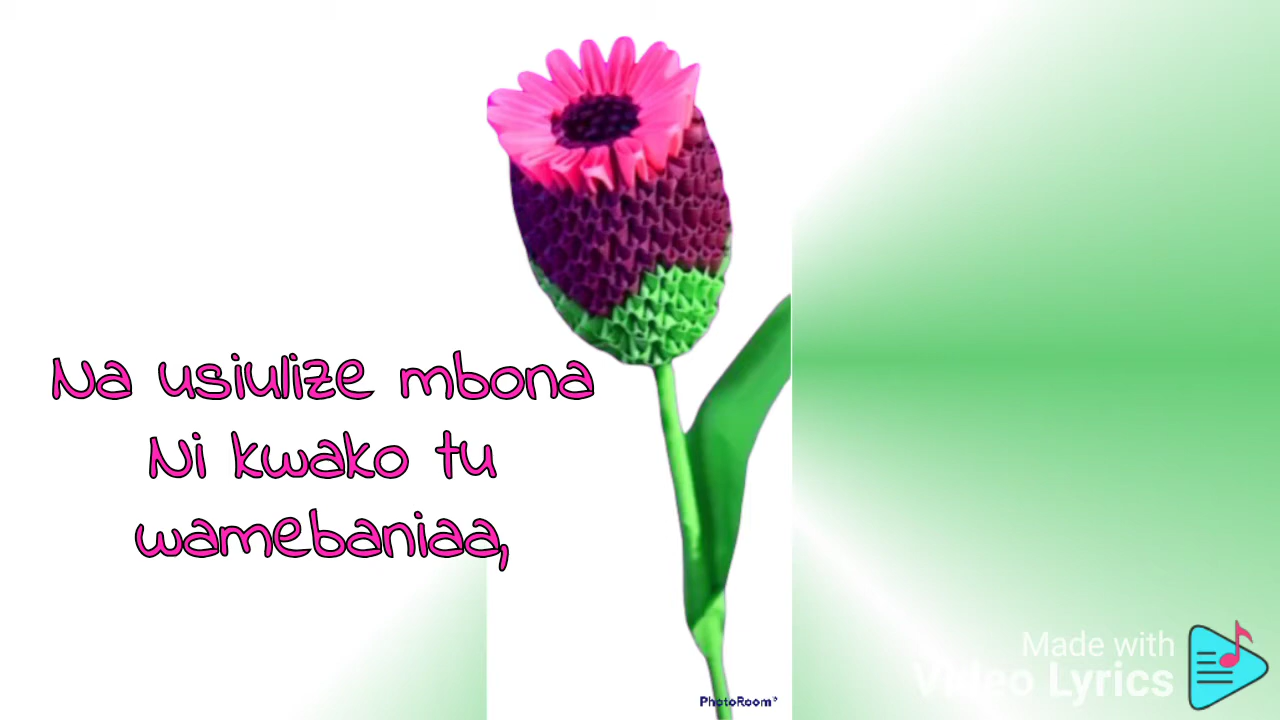 Na usiulize mbona
Ni kwako tu
wamebaniaa,
Made with
Video Lyrics
PhotoRoom